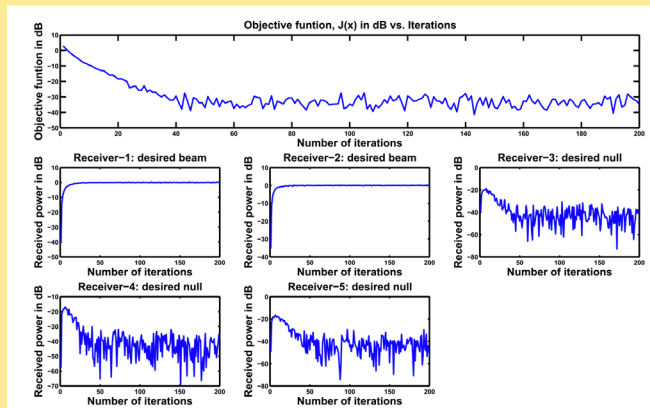 Objective funtion, J(x) in dB vs. Iterations
Objective funtion in dB
10
0
−10
−20
−30
−40
−50
0 20 40 60 80 100 120 140 160 180 200
Number of iterations
Receiver−1: desired beam
Received power in dB
10
0
−10
−20
−30
−40
−50
0 50 100 150 200
Number of iterations
Receiver−2: desired beam
Received power in dB
5
0
−5
−10
−15
−20
−25
−30
−35
−40
0 50 100 150 200
Number of iterations
Receiver−3: desired null
Received power in dB
0
−20
−40
−60
−80
0 50 100 150 200
Number of iterations
Receiver−4: desired null
Received power in dB
−10
−20
−30
−40
−50
−60
−70
0 50 100 150 200
Number of iterations
Receiver−5: desired null
Received power in dB
0
−20
−40
−60
−80
0 50 100 150 200
Number of iterations